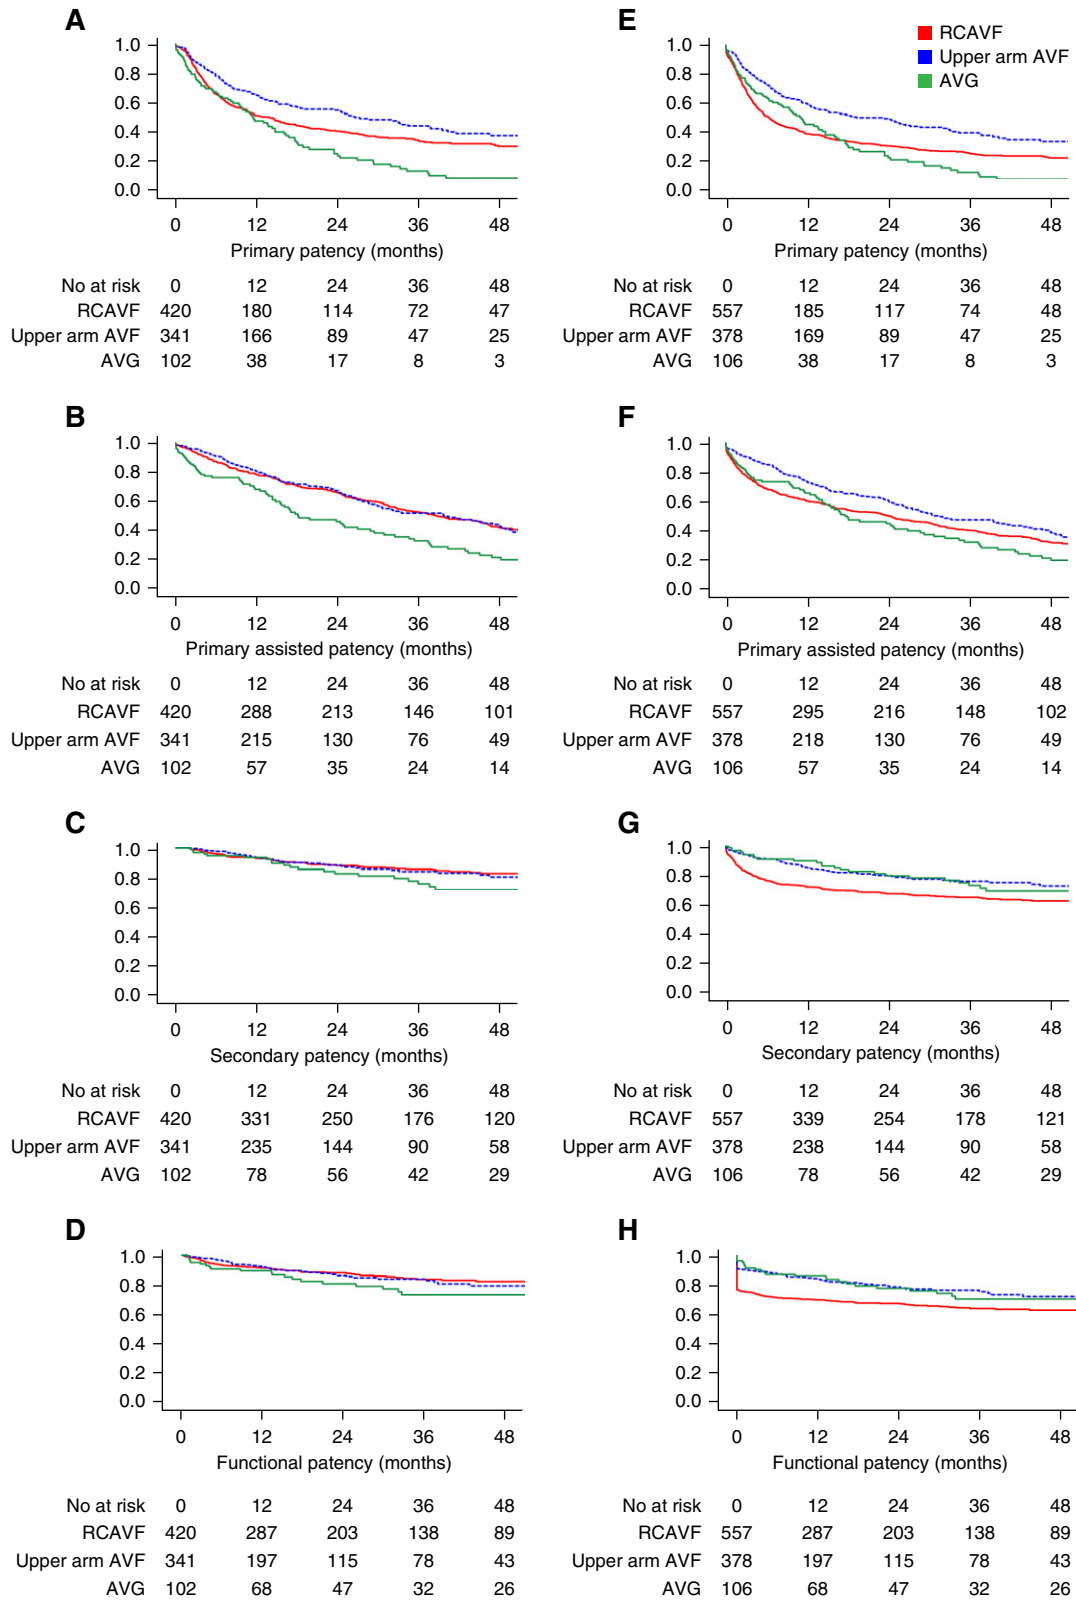 A
1.0
0.8
0.6
0.4
0.2
0.0
0 12 24 36 48
Primary patency (months)
No at risk 0 12 24 36 48
RCAVF 420 180 114 72 47
Upper arm AVF 341 166 89 47 25
AVG 102 38 17 8 3
E
RCAVF
Upper arm AVF
AVG
1.0
0.8
0.6
0.4
0.2
0.0
0 12 24 36 48
Primary patency (months)
No at risk 0 12 24 36 48
RCAVF 557 185 117 74 48
Upper arm AVF 378 169 89 47 25
AVG 106 38 17 8 3
B
1.0
0.8
0.6
0.4
0.2
0.0
0 12 24 36 48
Primary assisted patency (months)
No at risk 0 12 24 36 48
RCAVF 420 288 213 146 101
Upper arm AVF 341 215 130 76 49
AVG 102 57 35 24 14
F
1.0
0.8
0.6
0.4
0.2
0.0
0 12 24 36 48
Primary assisted patency (months)
No at risk 0 12 24 36 48
RCAVF 557 295 216 148 102
Upper arm AVF 378 218 130 76 49
AVG 106 57 35 24 14
C
1.0
0.8
0.6
0.4
0.2
0.0
0 12 24 36 48
Secondary patency (months)
No at risk 0 12 24 36 48
RCAVF 420 331 250 176 120
Upper arm AVF 341 235 144 90 58
AVG 102 78 56 42 29
G
1.0
0.8
0.6
0.4
0.2
0.0
0 12 24 36 48
Secondary patency (months)
No at risk 0 12 24 36 48
RCAVF 557 339 254 178 121
Upper arm AVF 378 238 144 90 58
AVG 106 78 56 42 29
D
1.0
0.8
0.6
0.4
0.2
0.0
0 12 24 36 48
Functional patency (months)
No at risk 0 12 24 36 48
RCAVF 420 287 203 138 89
Upper arm AVF 341 197 115 78 43
AVG 102 68 47 32 26
H
1.0
0.8
0.6
0.4
0.2
0.0
0 12 24 36 48
Functional patency (months)
No at risk 0 12 24 36 48
RCAVF 557 287 203 138 89
Upper arm AVF 378 197 115 78 43
AVG 106 68 47 32 26